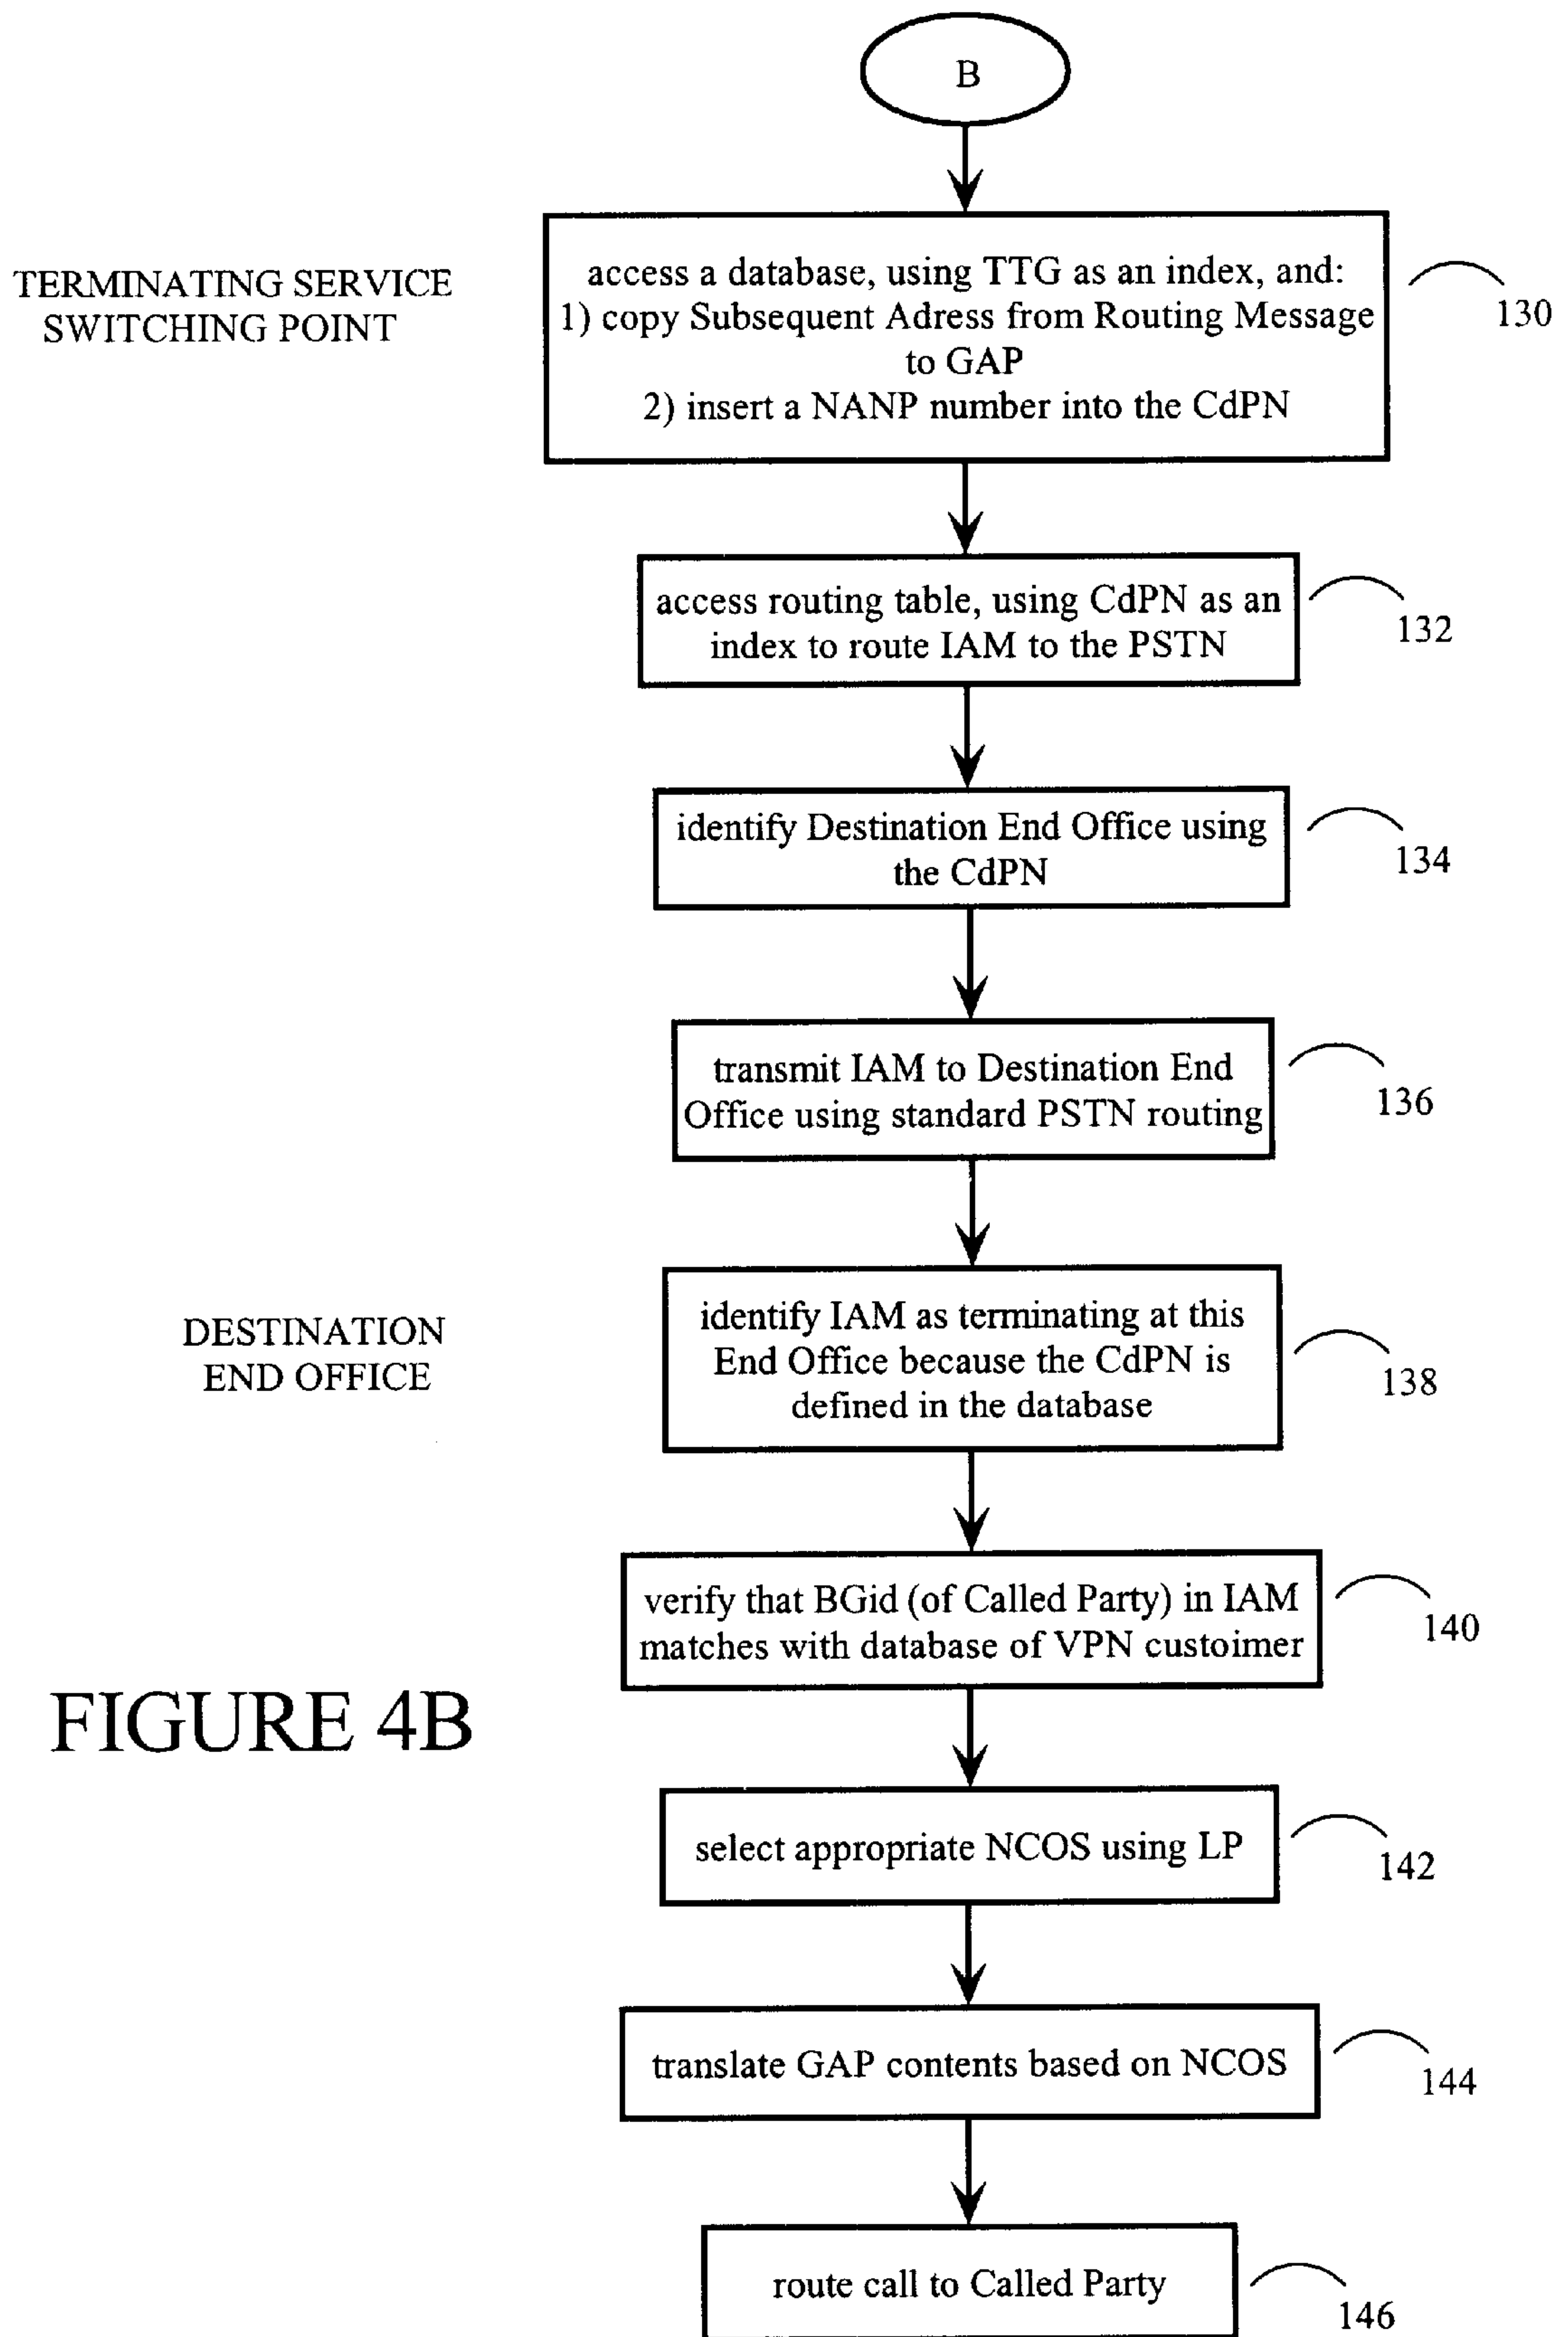 B
TERMINATING SERVICE
SWITCHING POINT
access a database, using TTG as an index, and:
1) copy Subsequent Adress from Routing Message
to GAP
2) insert a NANP number into the CdPN
130
access routing table, using CdPN as an
index to route IAM to the PSTN
132
identify Destination End Office using
the CdPN
134
transmit IAM to Destination End
Office using standard PSTN routing
136
DESTINATION
END OFFICE
identify IAM as terminating at this
End Office because the CdPN is
defined in the database
138
verify that BGid (of Called Party) in IAM
matches with database of VPN custoimer
140
FIGURE 4B
select appropriate NCOS using LP
142
translate GAP contents based on NCOS
144
route call to Called Party
146